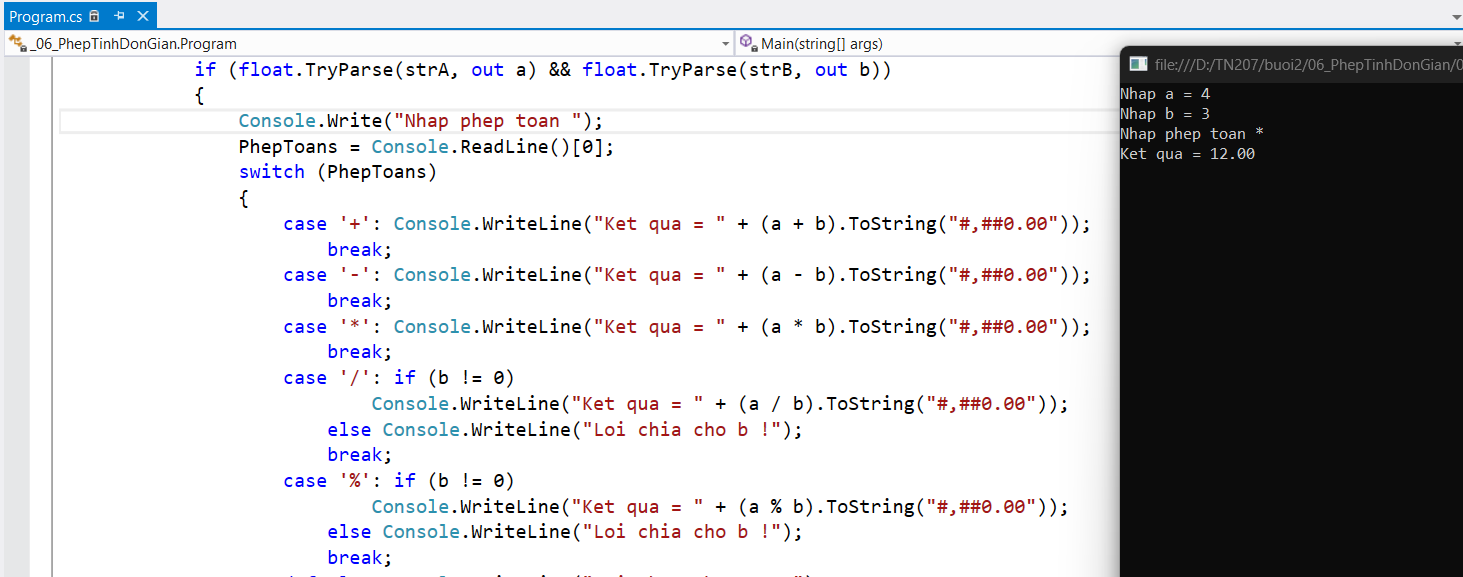 Program.cs
_06_PhepTinhDonGian.Program
Main(string[] args)
if (float.TryParse(strA, out a) && float.TryParse(strB, out b))
{
Console.Write("Nhap phep toan ");
PhepToans = Console.ReadLine()[0];
switch (PhepToans)
{
case '+': Console.WriteLine("Ket qua = " + (a + b).ToString("#,##0.00"));
break;
case '-': Console.WriteLine("Ket qua = " + (a - b).ToString("#,##0.00"));
break;
case '*': Console.WriteLine("Ket qua = " + (a * b).ToString("#,##0.00"));
break;
case '/': if (b != 0)
Console.WriteLine("Ket qua = " + (a / b).ToString("#,##0.00"));
else Console.WriteLine("Loi chia cho b !");
break;
case '%': if (b != 0)
Console.WriteLine("Ket qua = " + (a % b).ToString("#,##0.00"));
else Console.WriteLine("Loi chia cho b !");
break;
file:///D:/TN207/buoi2/06_PhepTinhDonGian/0
Nhap a = 4
Nhap b = 3
Nhap phep toan *
Ket qua = 12.00